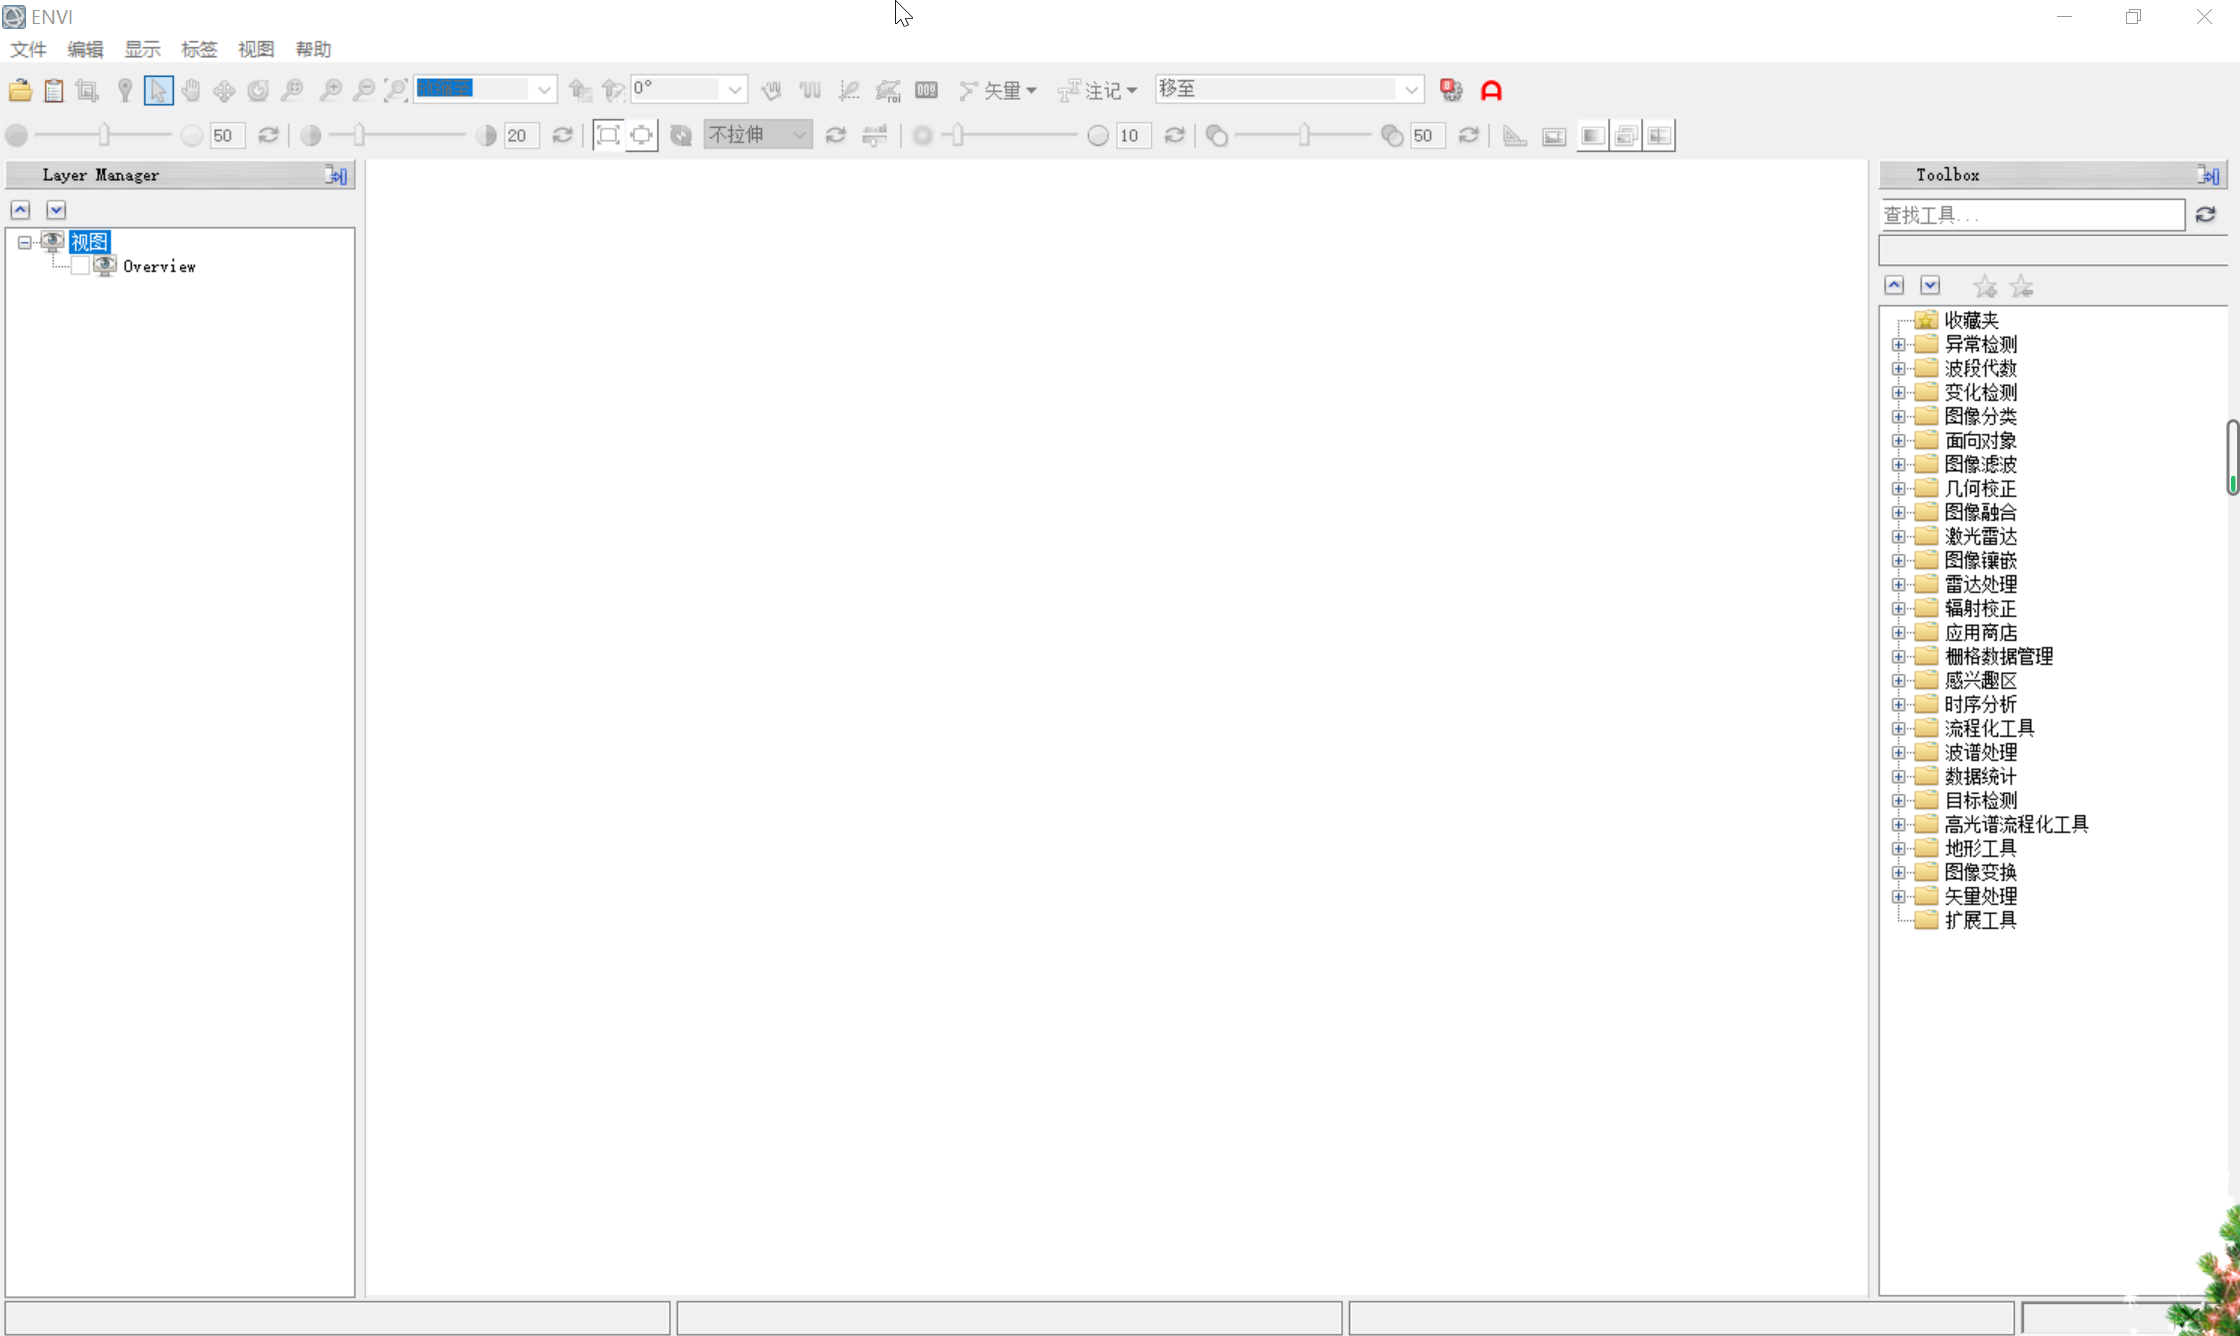 ENVI
文件 编辑 显示 标签 视图 帮助
放缩至 0° 矢量 注记 移至
50 20 不拉伸 10 50
Layer Manager
视图
Overview
Toolbox
查找工具...
收藏夹
异常检测
波段代数
变化检测
图像分类
面向对象
图像滤波
几何校正
图像融合
激光雷达
图像镶嵌
雷达处理
辐射校正
应用商店
栅格数据管理
感兴趣区
时序分析
流程化工具
波谱处理
数据统计
目标检测
高光谱流程化工具
地形工具
图像变换
矢量处理
扩展工具